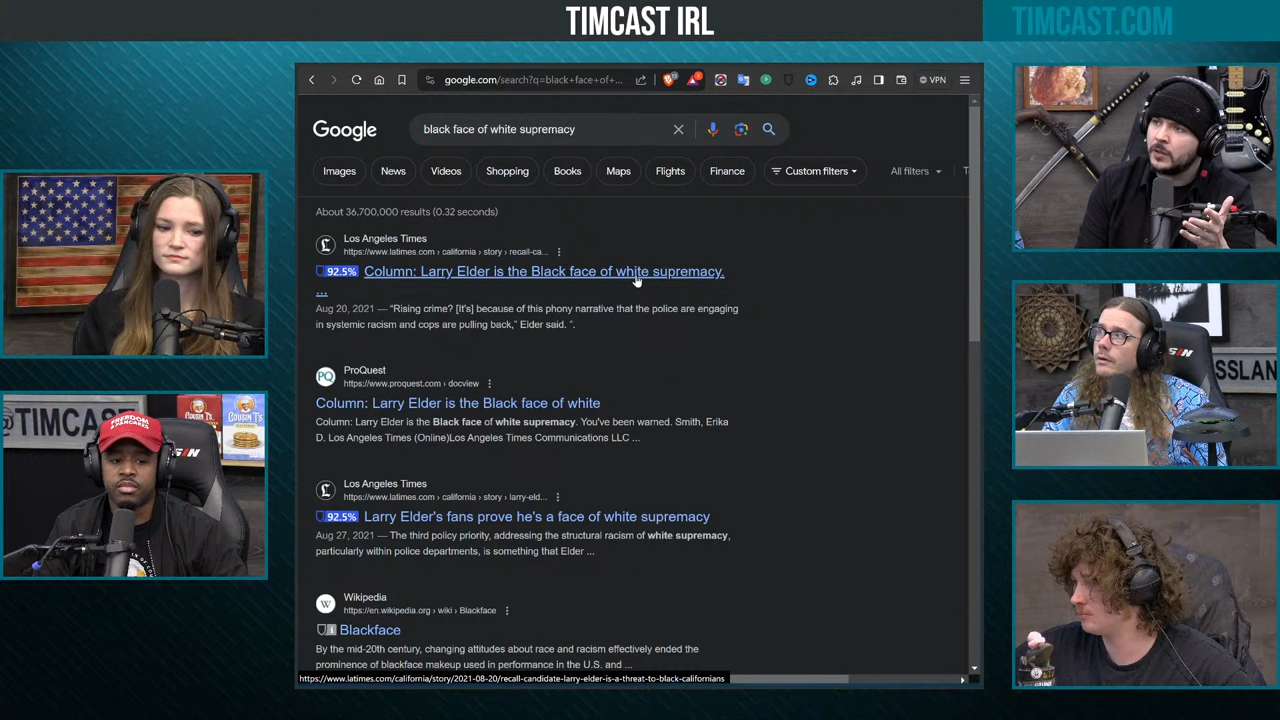 TIMCAST IRL
TIMCAST.COM
google.com/search?q=black+face+of+...
VPN
Google
black face of white supremacy
Images
News
Videos
Shopping
Books
Maps
Flights
Finance
Custom filters
All filters
About 36,700,000 results (0.32 seconds)
Los Angeles Times
https://www.latimes.com › california › story › recall-ca...
92.5% Column: Larry Elder is the Black face of white supremacy.
...
Aug 20, 2021 — “Rising crime? [It's] because of this phony narrative that the police are engaging
in systemic racism and cops are pulling back,” Elder said. “.
ProQuest
https://www.proquest.com › docview
Column: Larry Elder is the Black face of white
Column: Larry Elder is the Black face of white supremacy. You've been warned. Smith, Erika
D. Los Angeles Times (Online)Los Angeles Times Communications LLC ...
Los Angeles Times
https://www.latimes.com › california › story › larry-eld...
92.5% Larry Elder's fans prove he's a face of white supremacy
Aug 27, 2021 — The third policy priority, addressing the structural racism of white supremacy,
particularly within police departments, is something that Elder ...
Wikipedia
https://en.wikipedia.org › wiki › Blackface
Blackface
By the mid-20th century, changing attitudes about race and racism effectively ended the
prominence of blackface makeup used in performance in the U.S. and ...
https://www.latimes.com/california/story/2021-08-20/recall-candidate-larry-elder-is-a-threat-to-black-californians
@TIMCAST
COUSIN T'S
FREEDOM
& PANCAKES
SSLAN